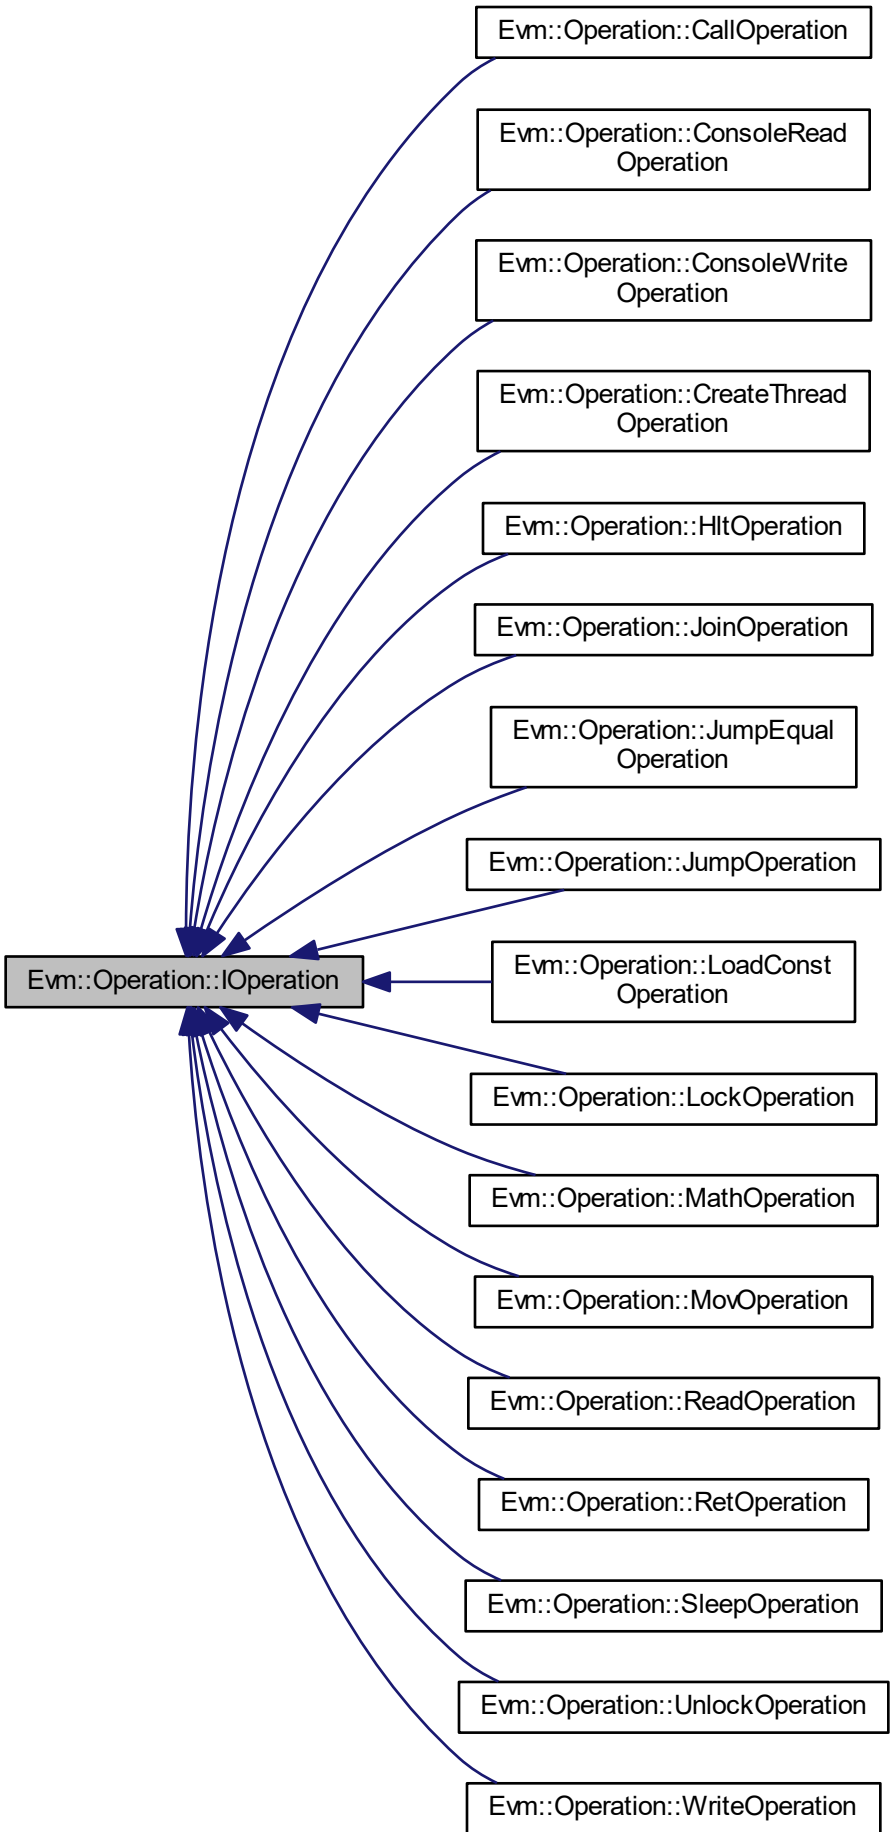 Evm::Operation::CallOperation
Evm::Operation::ConsoleRead
Operation
Evm::Operation::ConsoleWrite
Operation
Evm::Operation::CreateThread
Operation
Evm::Operation::HltOperation
Evm::Operation::JoinOperation
Evm::Operation::JumpEqual
Operation
Evm::Operation::JumpOperation
Evm::Operation::IOperation
Evm::Operation::LoadConst
Operation
Evm::Operation::LockOperation
Evm::Operation::MathOperation
Evm::Operation::MovOperation
Evm::Operation::ReadOperation
Evm::Operation::RetOperation
Evm::Operation::SleepOperation
Evm::Operation::UnlockOperation
Evm::Operation::WriteOperation